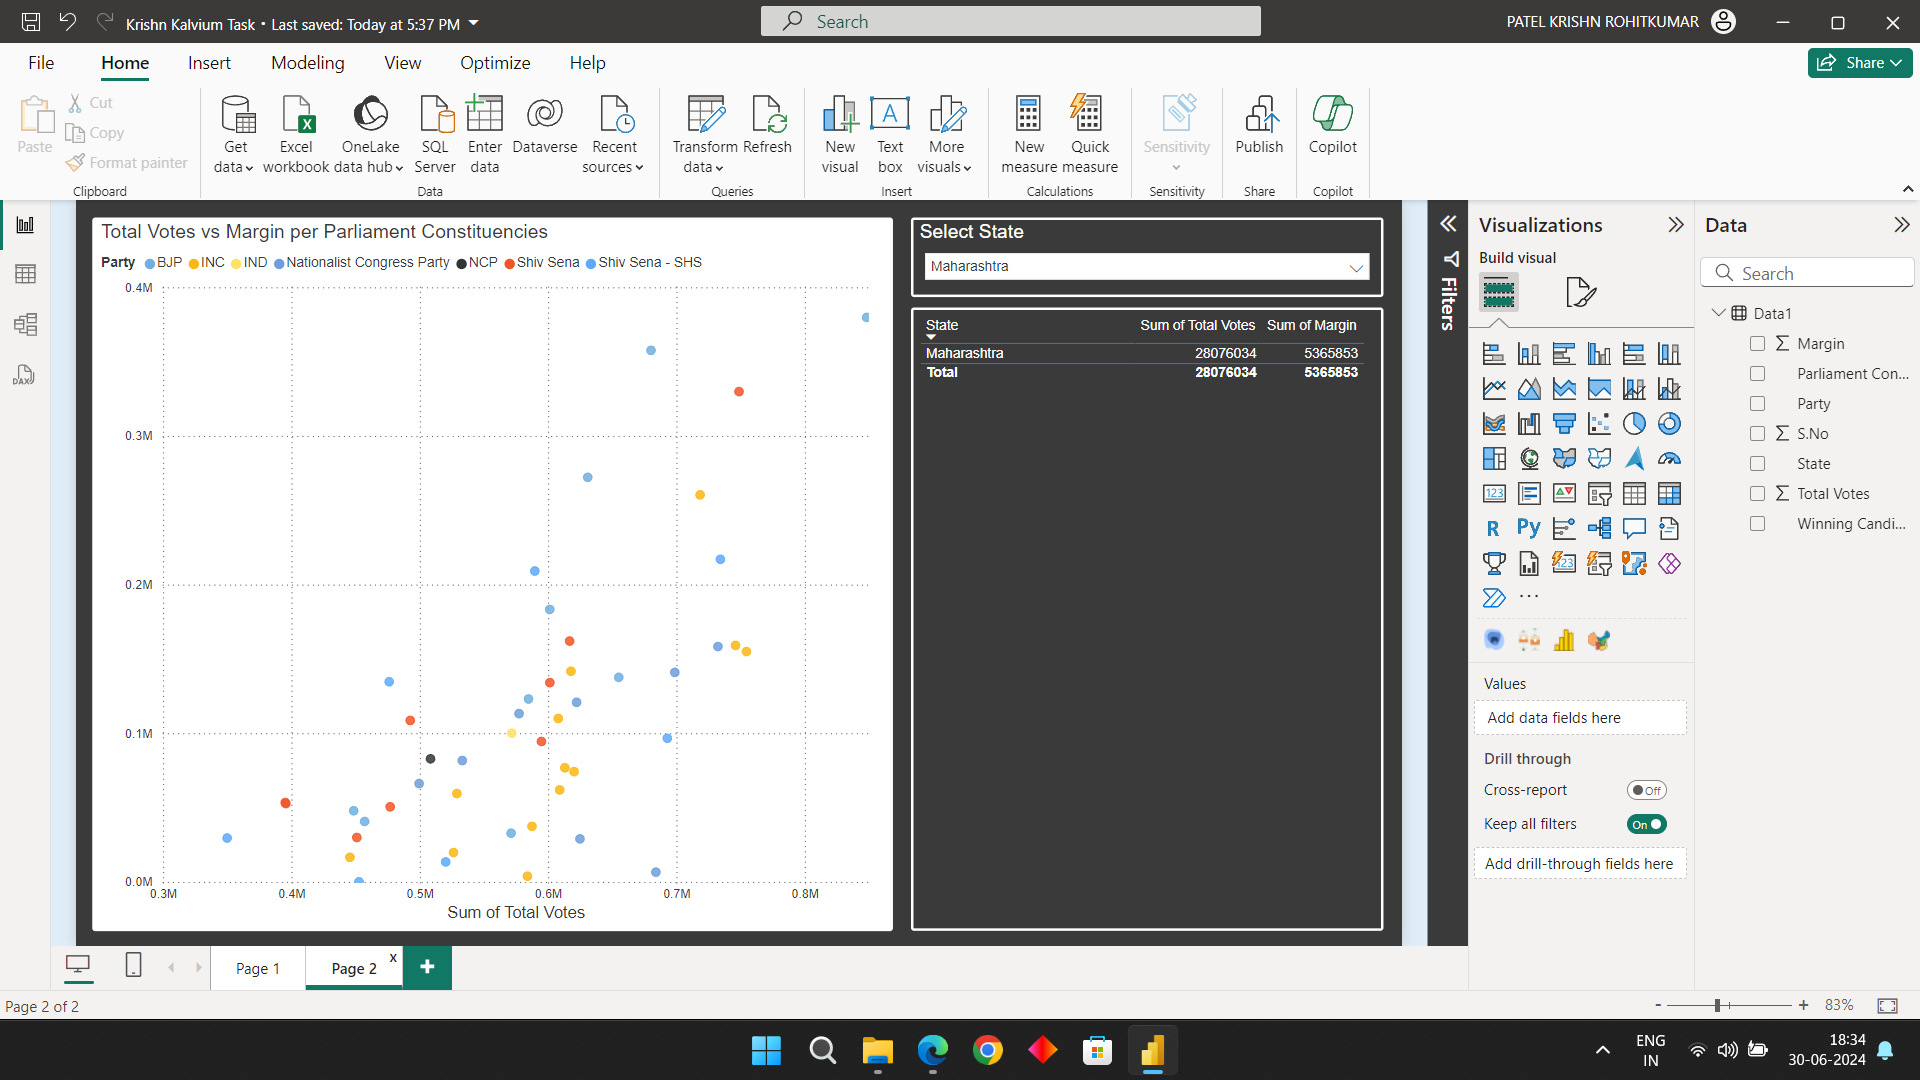 Krishn Kalvium Task • Last saved: Today at 5:37 PM
Search
PATEL KRISHN ROHITKUMAR
File
Home
Insert
Modeling
View
Optimize
Help
Share
Paste
Cut
Copy
Format painter
Clipboard
Get data
Excel workbook
OneLake data hub
SQL Server
Enter data
Dataverse
Recent sources
Data
Transform data
Refresh
Queries
New visual
Text box
More visuals
Insert
New measure
Quick measure
Calculations
Sensitivity
Sensitivity
Publish
Share
Copilot
Copilot
Total Votes vs Margin per Parliament Constituencies
Party BJP INC IND Nationalist Congress Party NCP Shiv Sena Shiv Sena - SHS
0.4M
0.3M
0.2M
0.1M
0.0M
0.3M 0.4M 0.5M 0.6M 0.7M 0.8M
Sum of Total Votes
Select State
Maharashtra
State Sum of Total Votes Sum of Margin
Maharashtra 28076034 5365853
Total 28076034 5365853
Filters
Visualizations
Build visual
123
R
Py
123
Values
Add data fields here
Drill through
Cross-report
Off
Keep all filters
On
Add drill-through fields here
Data
Search
Data1
Margin
Parliament Con...
Party
S.No
State
Total Votes
Winning Candi...
DAX
Page 1
Page 2
x
Page 2 of 2
- + 83%
ENG
IN
18:34
30-06-2024